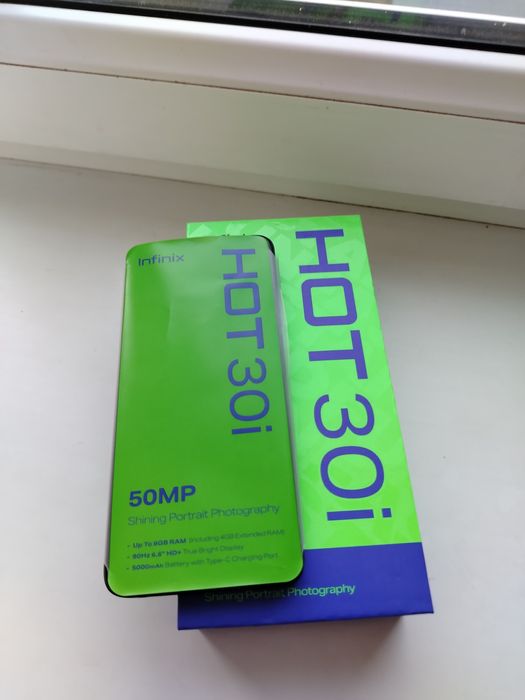 Infinix
HOT 30i
50MP
Shining Portrait Photography
- Up To 8GB RAM (Including 4GB Extended RAM)
- 90Hz 6.6" HD+ True Bright Display
- 5000mAh Battery with Type-C Charging Port
HOT 30i
Shining Portrait Photography